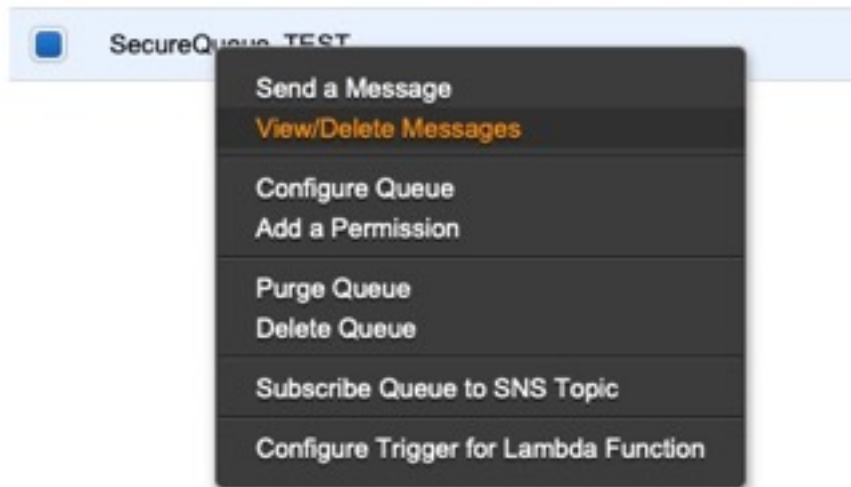 SecureQueue_TEST
Send a Message
View/Delete Messages
Configure Queue
Add a Permission
Purge Queue
Delete Queue
Subscribe Queue to SNS Topic
Configure Trigger for Lambda Function